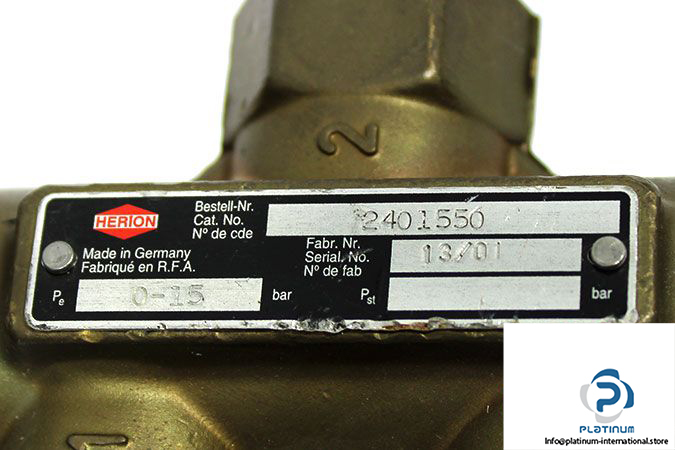 2
HERION
Bestell-Nr.
Cat. No. 2401550
N° de cde
Made in Germany
Fabriqué en R.F.A.
Fabr. Nr.
Serial. No. 13/01
N° de fab
Pe 0-15 bar
Pst bar
1
PLATINUM
Info@platinum-international.store